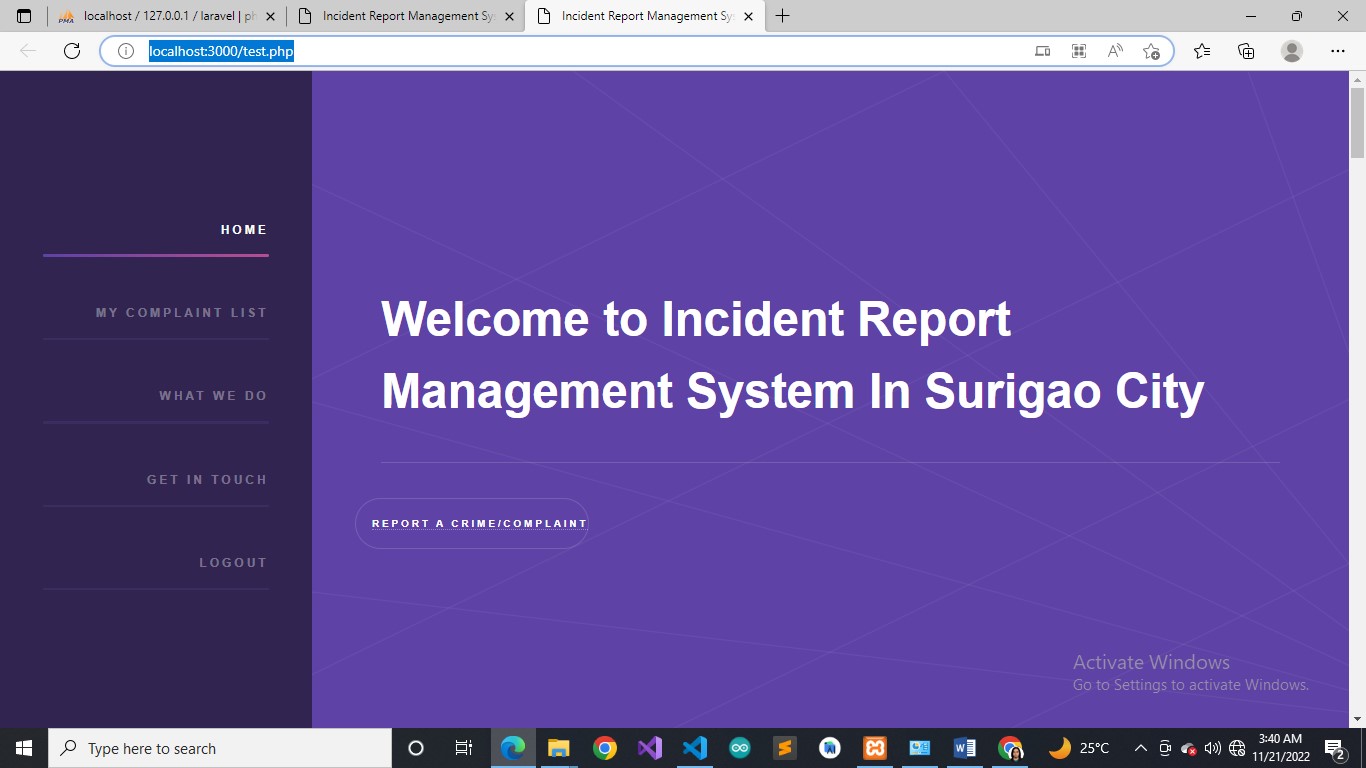 localhost / 127.0.0.1 / laravel | ph
Incident Report Management Sy
Incident Report Management Sy
localhost:3000/test.php
HOME
MY COMPLAINT LIST
WHAT WE DO
GET IN TOUCH
LOGOUT
Welcome to Incident Report
Management System In Surigao City
REPORT A CRIME/COMPLAINT
Activate Windows
Go to Settings to activate Windows.
Type here to search
25°C
3:40 AM
11/21/2022
2